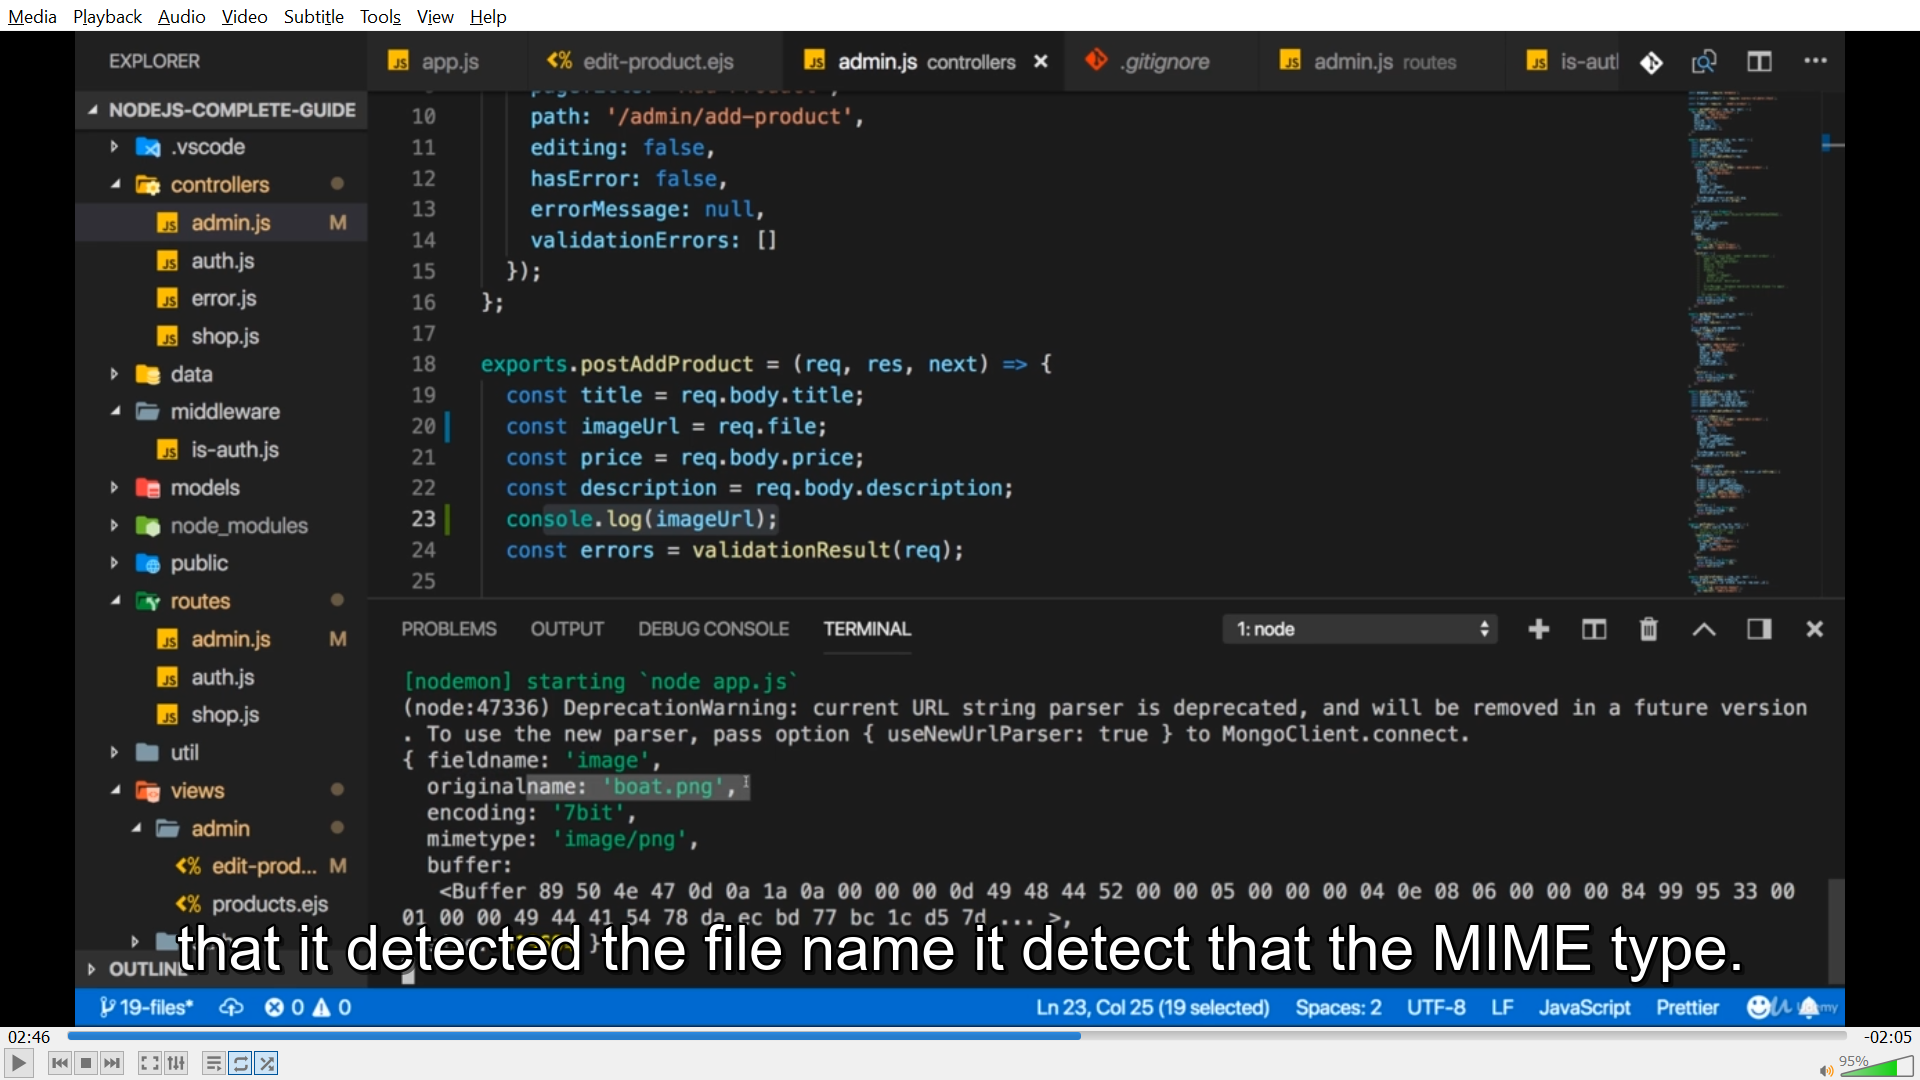 Media Playback Audio Video Subtitle Tools View Help
EXPLORER
app.js
edit-product.ejs
admin.js controllers
.gitignore
admin.js routes
is-aut
NODEJS-COMPLETE-GUIDE
.vscode
controllers
admin.js M
auth.js
error.js
shop.js
data
middleware
is-auth.js
models
node_modules
public
routes
admin.js M
auth.js
shop.js
util
views
admin
edit-prod... M
products.ejs
OUTLINE
10 path: '/admin/add-product',
11 editing: false,
12 hasError: false,
13 errorMessage: null,
14 validationErrors: []
15 });
16 };
17
18 exports.postAddProduct = (req, res, next) => {
19 const title = req.body.title;
20 const imageUrl = req.file;
21 const price = req.body.price;
22 const description = req.body.description;
23 console.log(imageUrl);
24 const errors = validationResult(req);
25
PROBLEMS OUTPUT DEBUG CONSOLE TERMINAL 1: node
[nodemon] starting `node app.js`
(node:47336) DeprecationWarning: current URL string parser is deprecated, and will be removed in a future version
. To use the new parser, pass option { useNewUrlParser: true } to MongoClient.connect.
{ fieldname: 'image',
originalname: 'boat.png',
encoding: '7bit',
mimetype: 'image/png',
buffer:
<Buffer 89 50 4e 47 0d 0a 1a 0a 00 00 00 0d 49 48 44 52 00 00 05 00 00 00 04 0e 08 06 00 00 00 84 99 95 33 00
01 00 00 49 44 41 54 78 da ec bd 77 bc 1c d5 7d ... >,
that it detected the file name it detect that the MIME type.
19-files* 0 0 Ln 23, Col 25 (19 selected) Spaces: 2 UTF-8 LF JavaScript Prettier
02:46 -02:05
95%